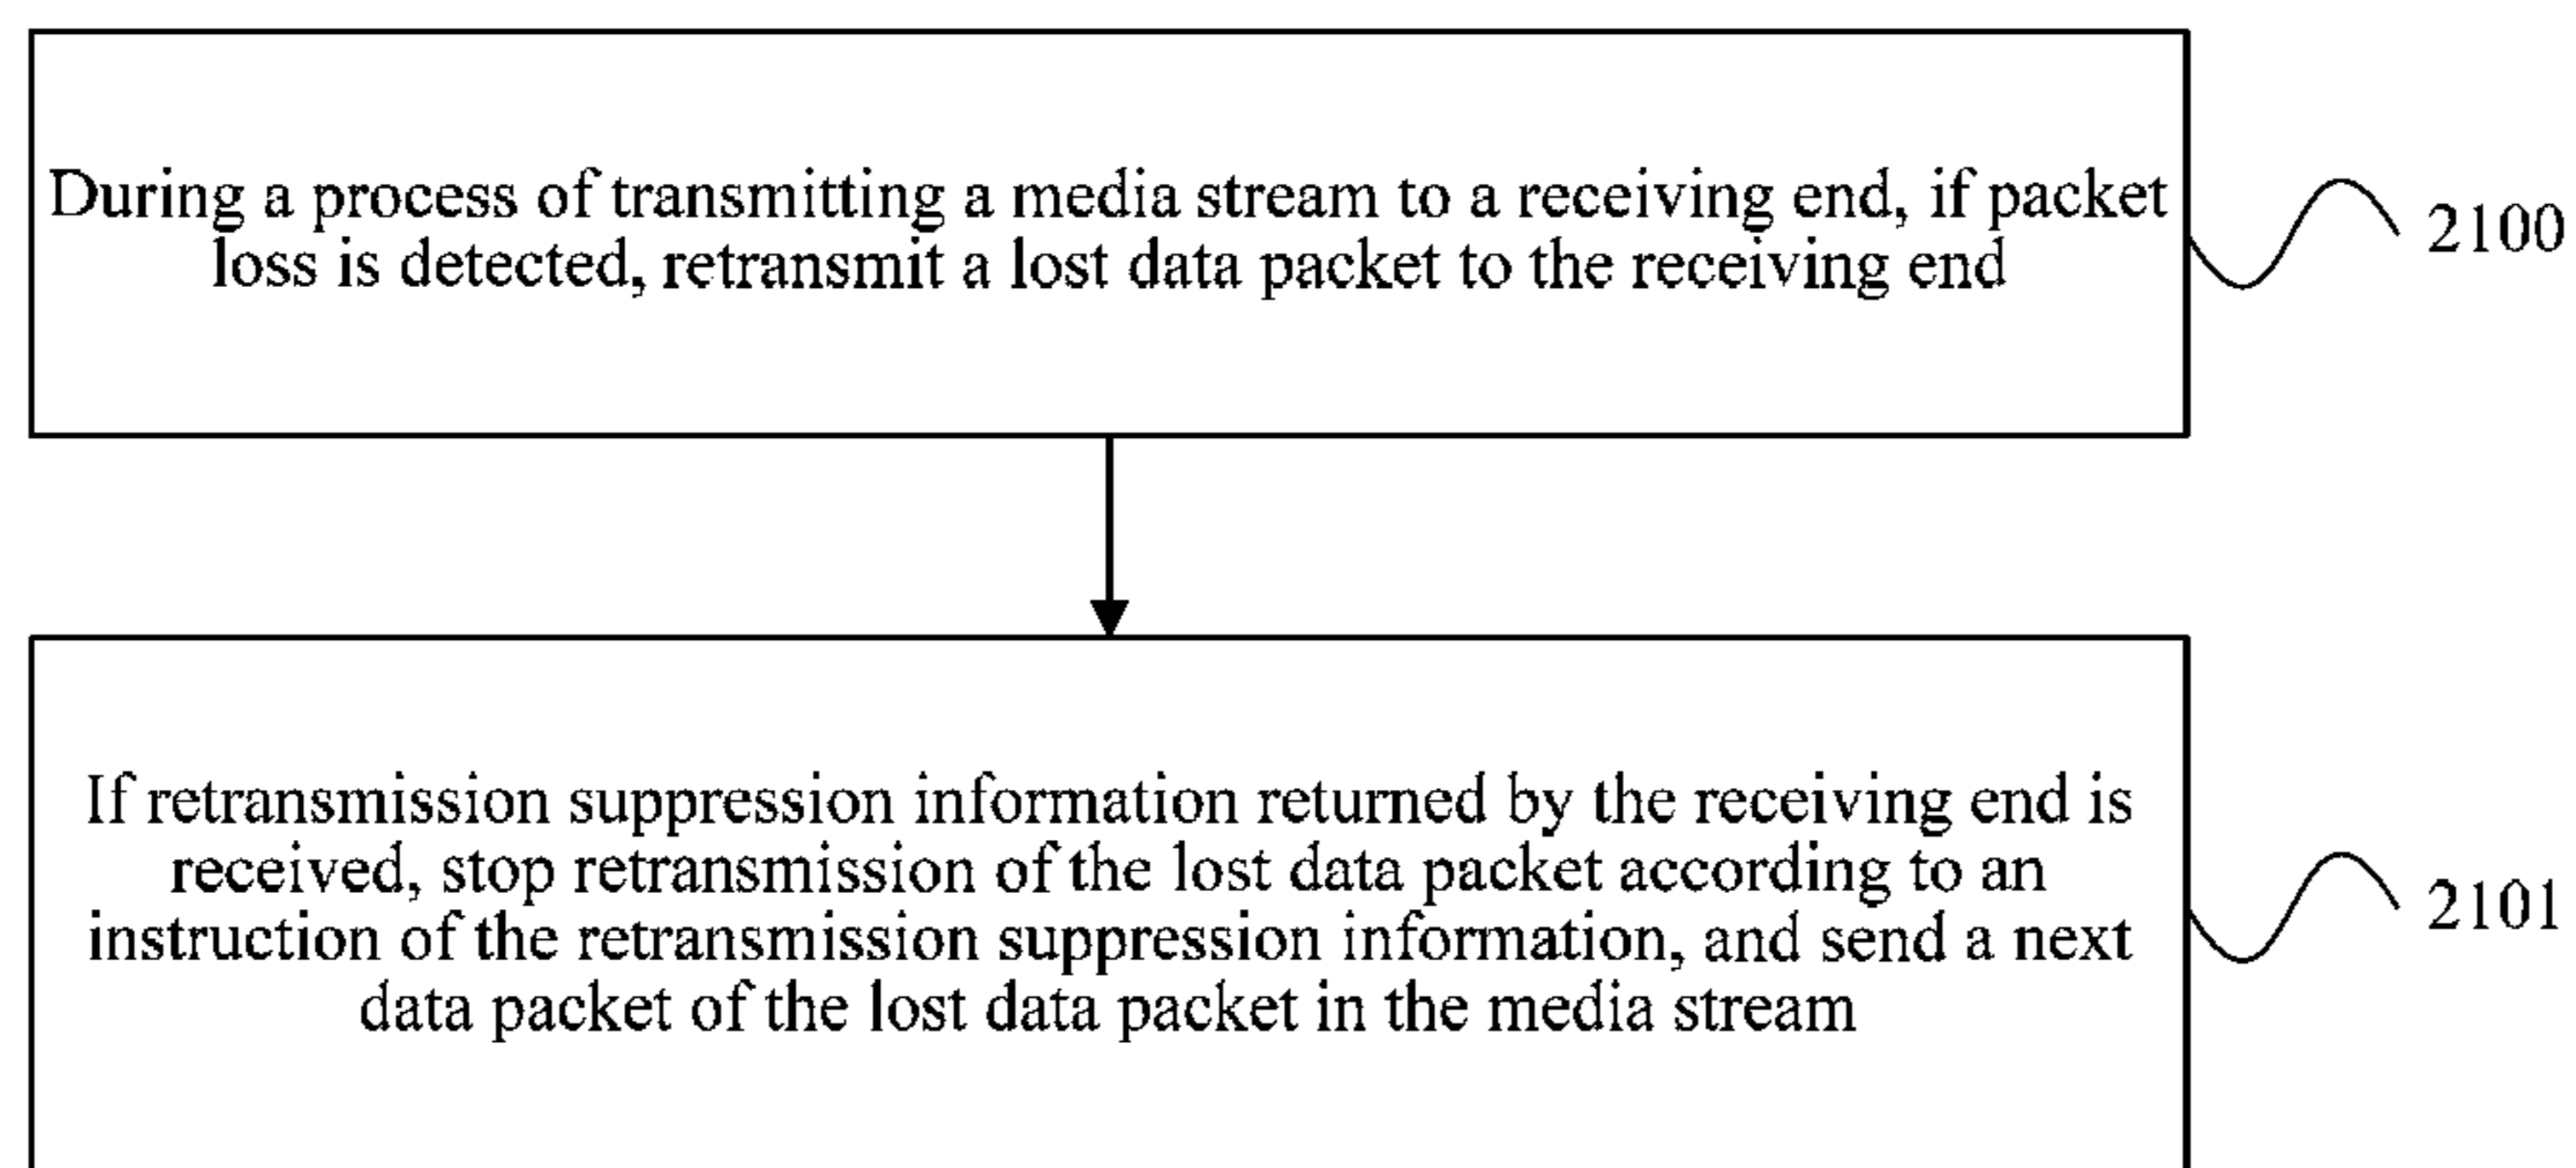 During a process of transmitting a media stream to a receiving end, if packet
loss is detected, retransmit a lost data packet to the receiving end
2100
If retransmission suppression information returned by the receiving end is
received, stop retransmission of the lost data packet according to an
instruction of the retransmission suppression information, and send a next
data packet of the lost data packet in the media stream
2101